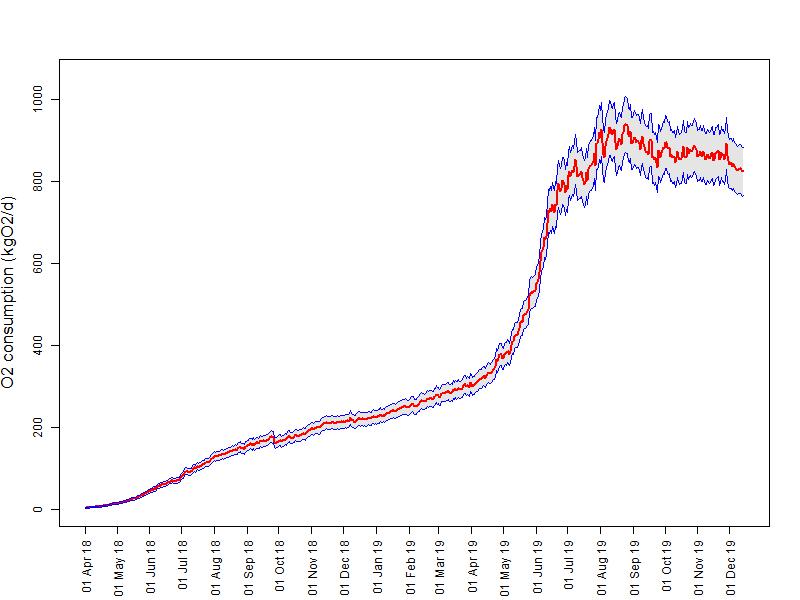 O2 consumption (kgO2/d)
1000
800
600
400
200
0
01 Apr 18
01 May 18
01 Jun 18
01 Jul 18
01 Aug 18
01 Sep 18
01 Oct 18
01 Nov 18
01 Dec 18
01 Jan 19
01 Feb 19
01 Mar 19
01 Apr 19
01 May 19
01 Jun 19
01 Jul 19
01 Aug 19
01 Sep 19
01 Oct 19
01 Nov 19
01 Dec 19